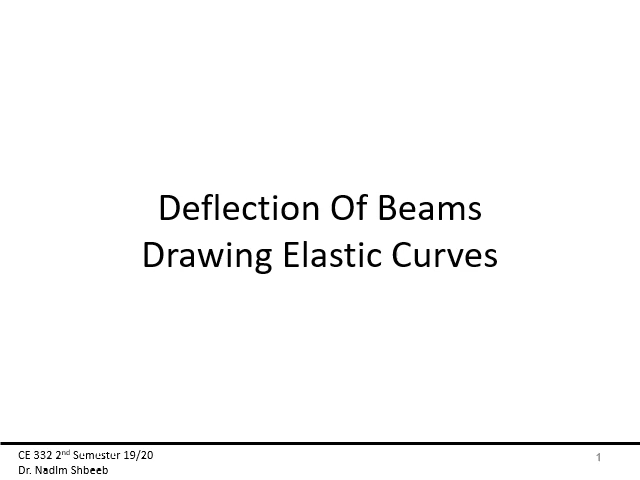 Deflection Of Beams
Drawing Elastic Curves
CE 332 2nd Semester 19/20
Dr. Nadim Shbeeb
1